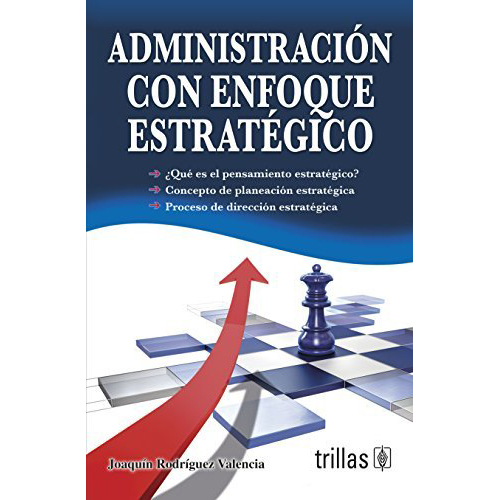 ADMINISTRACIÓN
CON ENFOQUE
ESTRATÉGICO
¿Qué es el pensamiento estratégico?
Concepto de planeación estratégica
Proceso de dirección estratégica
Joaquín Rodríguez Valencia
trillas